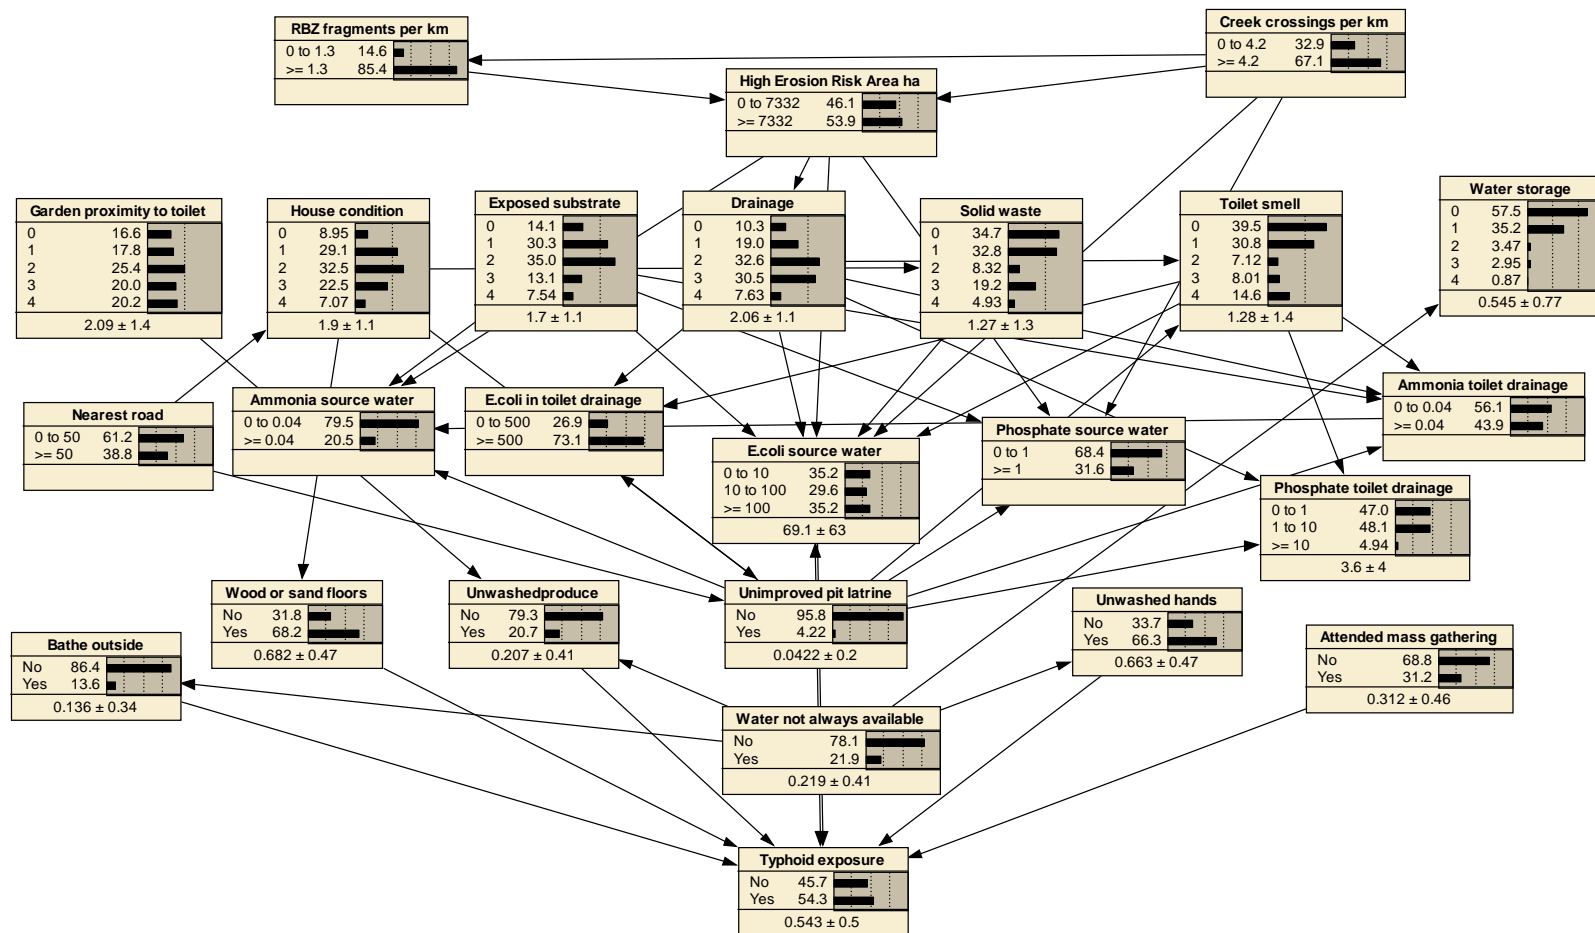 RBZ fragments per km
0 to 1.3 14.6
>= 1.3 85.4
Creek crossings per km
0 to 4.2 32.9
>= 4.2 67.1
High Erosion Risk Area ha
0 to 7332 46.1
>= 7332 53.9
Garden proximity to toilet
0 16.6
1 17.8
2 25.4
3 20.0
4 20.2
2.09 ± 1.4
House condition
0 8.95
1 29.1
2 32.5
3 22.5
4 7.07
1.9 ± 1.1
Exposed substrate
0 14.1
1 30.3
2 35.0
3 13.1
4 7.54
1.7 ± 1.1
Drainage
0 10.3
1 19.0
2 32.6
3 30.5
4 7.63
2.06 ± 1.1
Solid waste
0 34.7
1 32.8
2 8.32
3 19.2
4 4.93
1.27 ± 1.3
Toilet smell
0 39.5
1 30.8
2 7.12
3 8.01
4 14.6
1.28 ± 1.4
Water storage
0 57.5
1 35.2
2 3.47
3 2.95
4 0.87
0.545 ± 0.77
Nearest road
0 to 50 61.2
>= 50 38.8
Ammonia source water
0 to 0.04 79.5
>= 0.04 20.5
E.coli in toilet drainage
0 to 500 26.9
>= 500 73.1
E.coli source water
0 to 10 35.2
10 to 100 29.6
>= 100 35.2
69.1 ± 63
Phosphate source water
0 to 1 68.4
>= 1 31.6
Ammonia toilet drainage
0 to 0.04 56.1
>= 0.04 43.9
Phosphate toilet drainage
0 to 1 47.0
1 to 10 48.1
>= 10 4.94
3.6 ± 4
Wood or sand floors
No 31.8
Yes 68.2
0.682 ± 0.47
Unwashedproduce
No 79.3
Yes 20.7
0.207 ± 0.41
Unimproved pit latrine
No 95.8
Yes 4.22
0.0422 ± 0.2
Unwashed hands
No 33.7
Yes 66.3
0.663 ± 0.47
Bathe outside
No 86.4
Yes 13.6
0.136 ± 0.34
Attended mass gathering
No 68.8
Yes 31.2
0.312 ± 0.46
Water not always available
No 78.1
Yes 21.9
0.219 ± 0.41
Typhoid exposure
No 45.7
Yes 54.3
0.543 ± 0.5